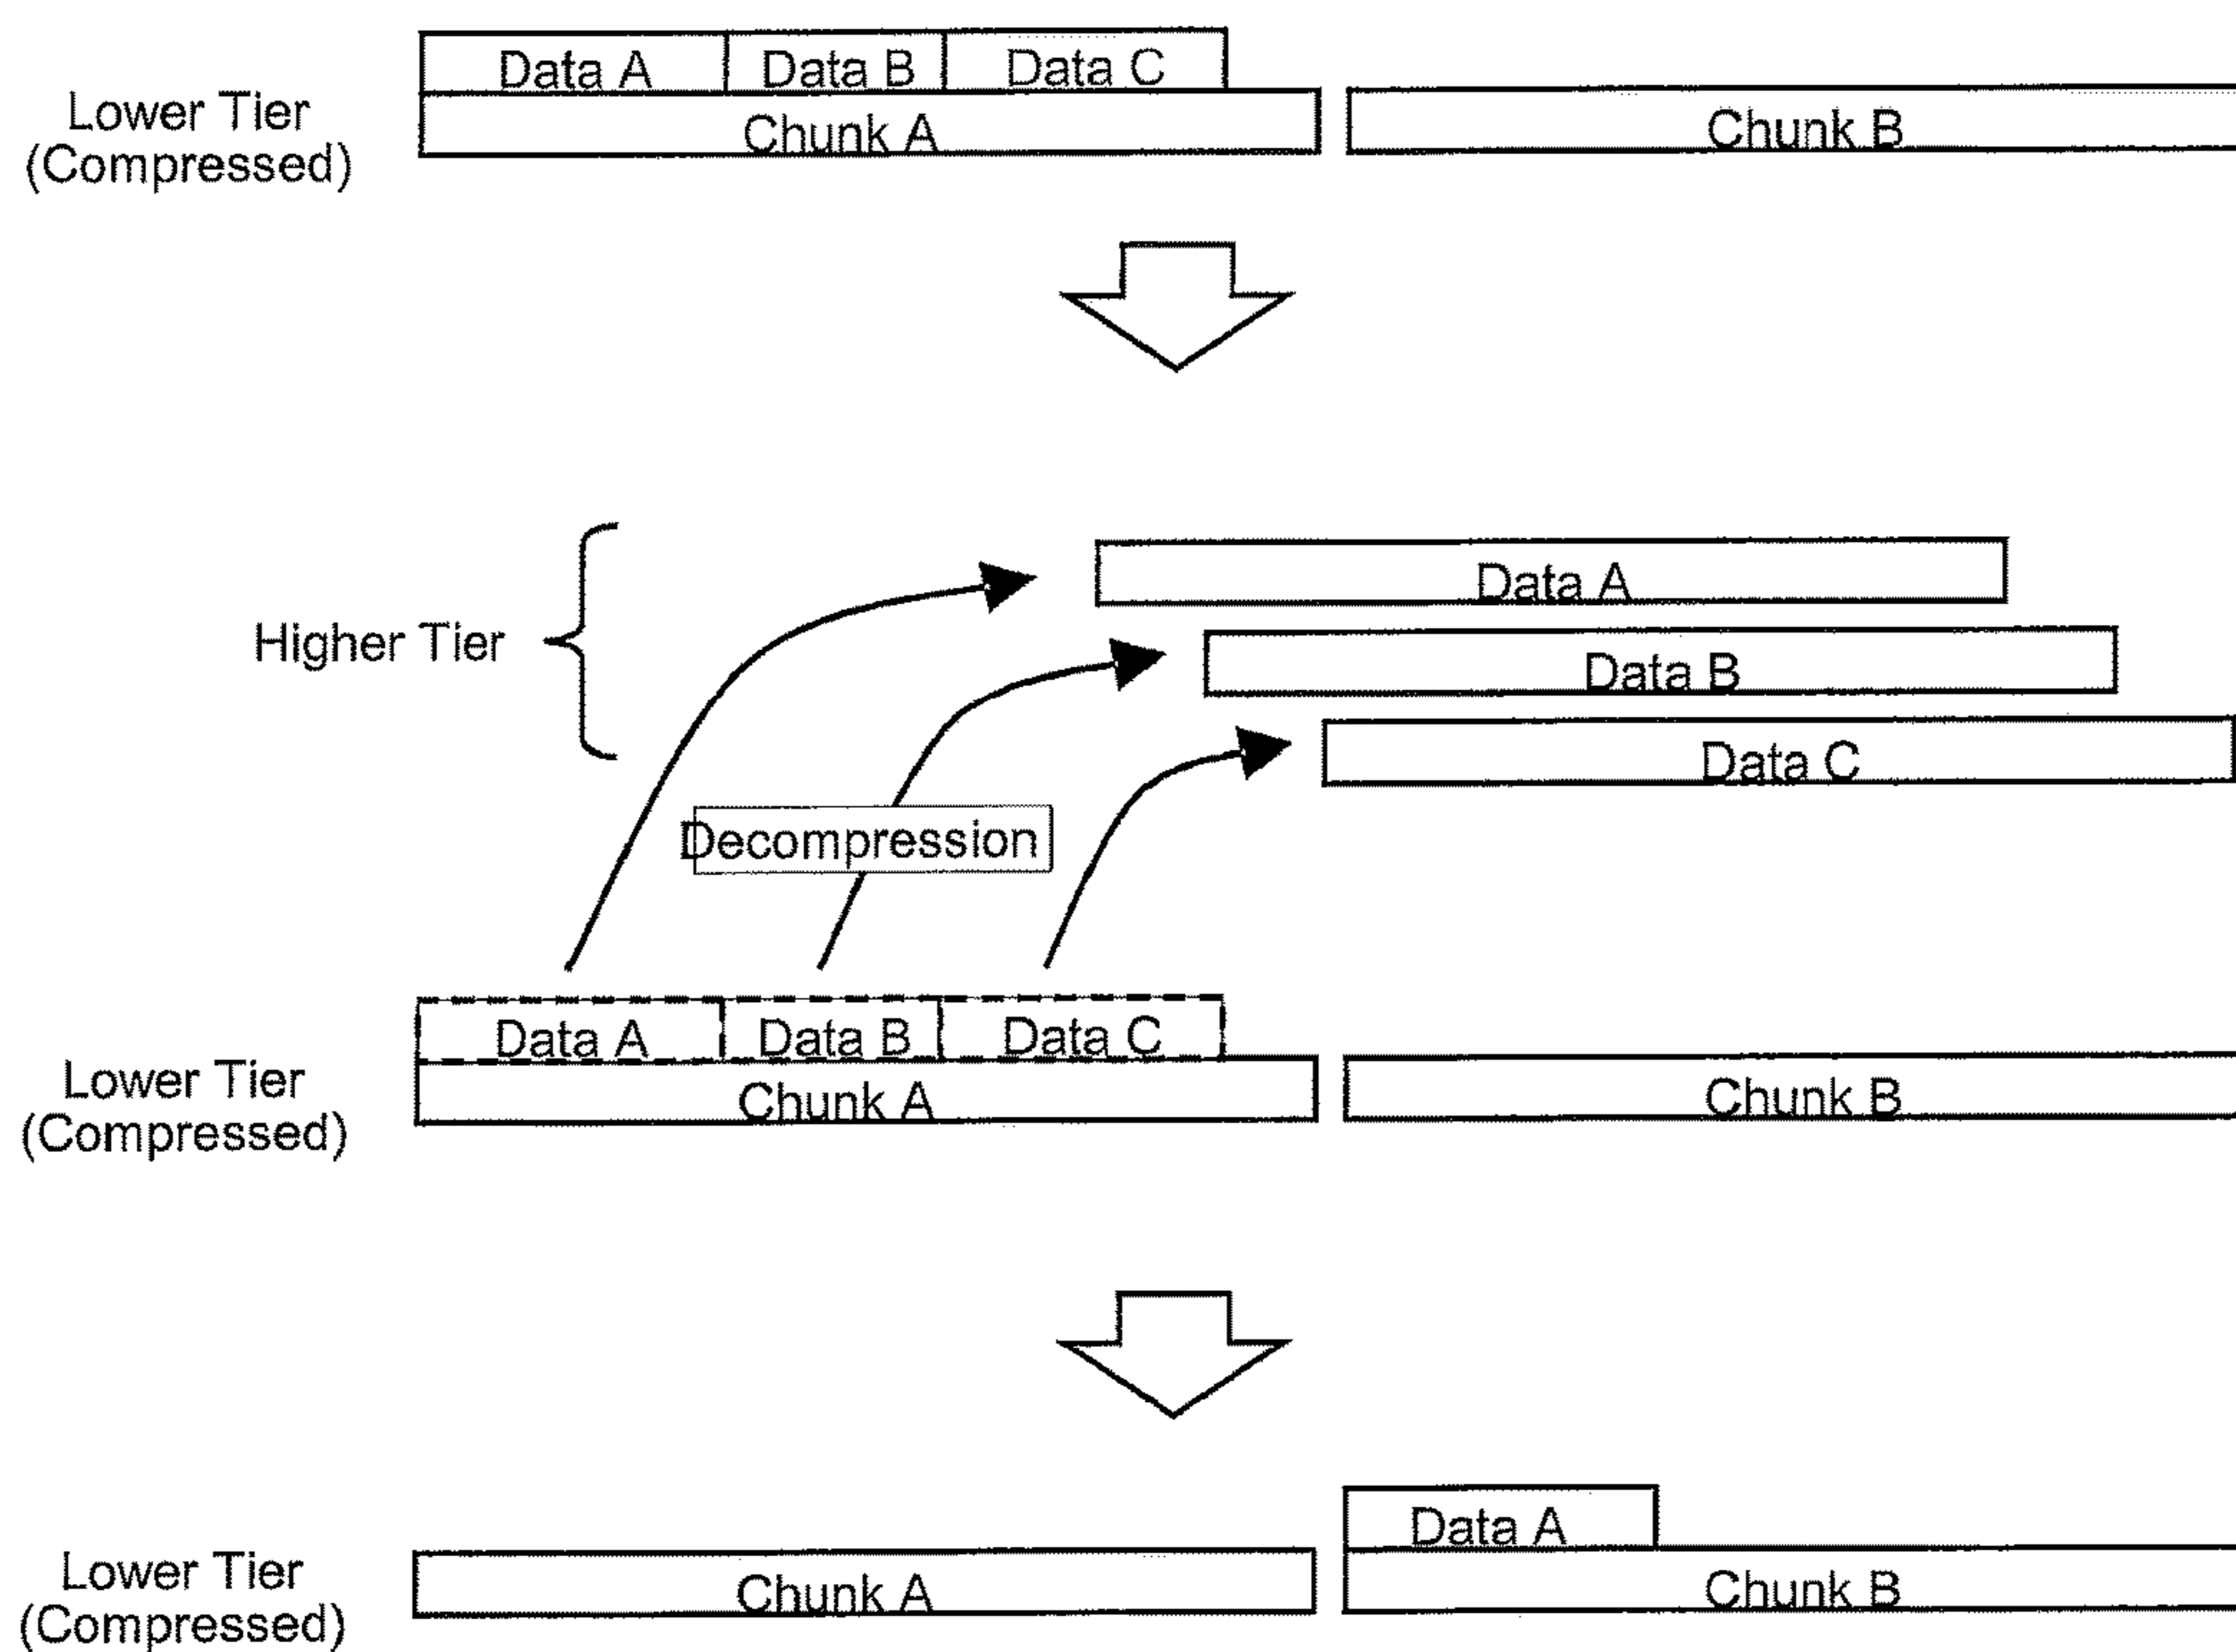 Data A Data B Data C
Lower Tier
(Compressed)
Chunk A Chunk B
Higher Tier
Data A
Data B
Data C
Decompression
Data A Data B Data C
Lower Tier
(Compressed)
Chunk A Chunk B
Data A
Lower Tier
(Compressed)
Chunk A Chunk B